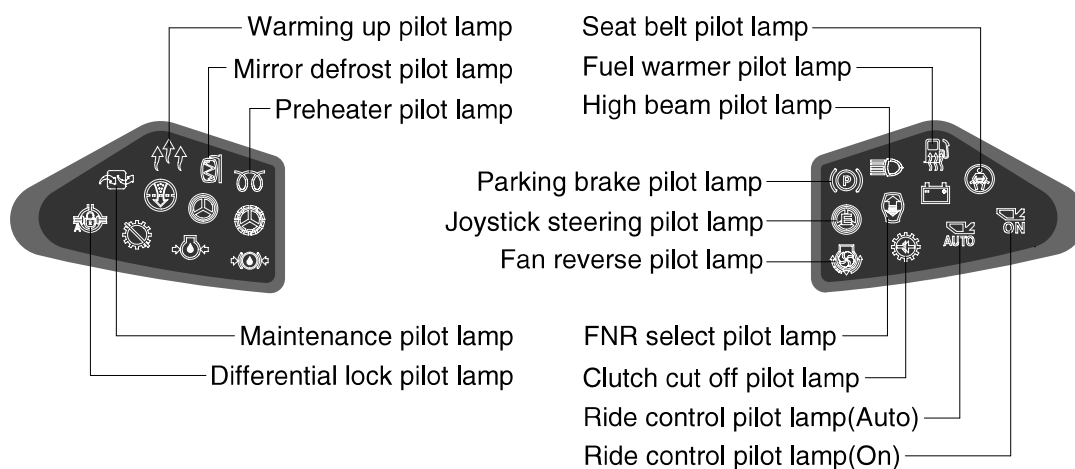 Warming up pilot lamp
Mirror defrost pilot lamp
Preheater pilot lamp
A
Maintenance pilot lamp
Differential lock pilot lamp
Seat belt pilot lamp
Fuel warmer pilot lamp
High beam pilot lamp
Parking brake pilot lamp
Joystick steering pilot lamp
Fan reverse pilot lamp
P
AUTO
ON
FNR select pilot lamp
Clutch cut off pilot lamp
Ride control pilot lamp(Auto)
Ride control pilot lamp(On)